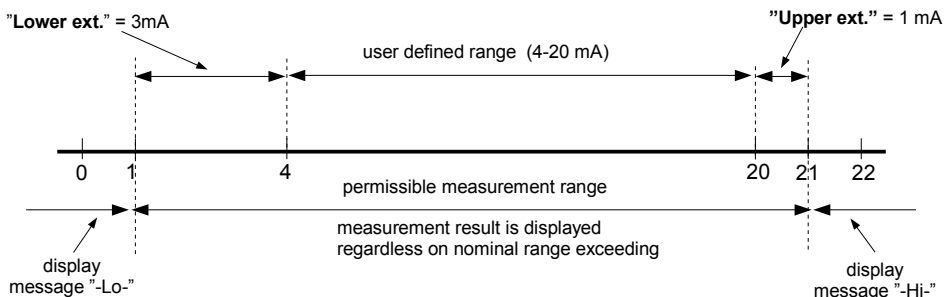 "Lower ext." = 3mA
"Upper ext." = 1 mA
user defined range (4-20 mA)
0 1 4 20 21 22
permissible measurement range
measurement result is displayed
regardless on nominal range exceeding
display
message "-Lo-"
display
message "-Hi-"